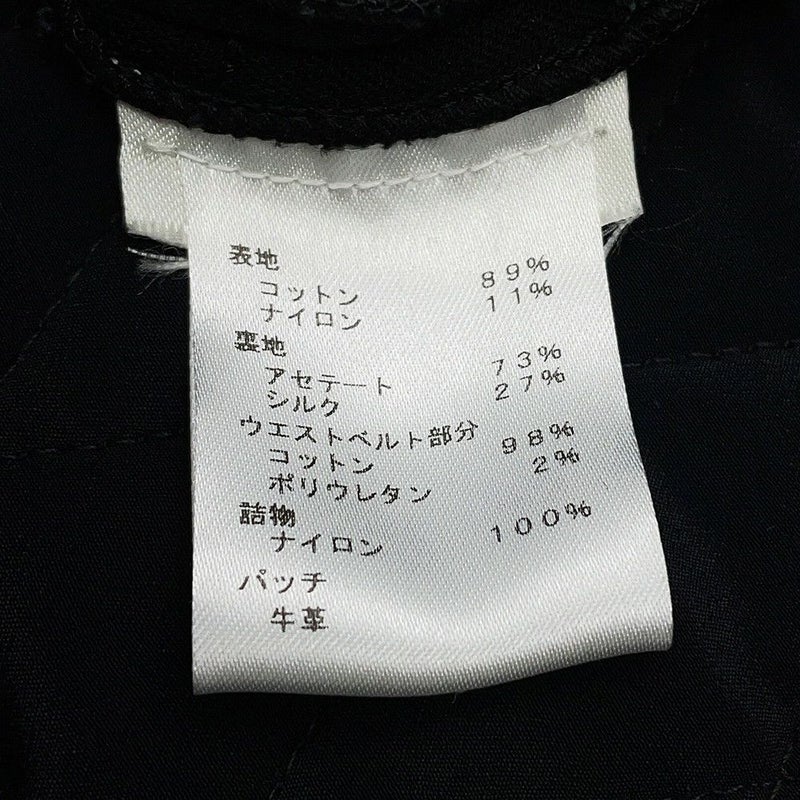 表地
コットン 89%
ナイロン 11%
裏地
アセテート 73%
シルク 27%
ウエストベルト部分
コットン 98%
ポリウレタン 2%
詰物
ナイロン 100%
パッチ
牛革